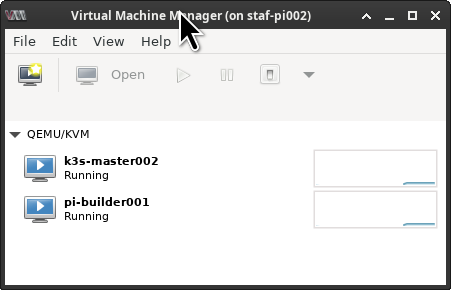 Virtual Machine Manager (on staf-pi002)
File Edit View Help
Open
QEMU/KVM
k3s-master002
Running
pi-builder001
Running